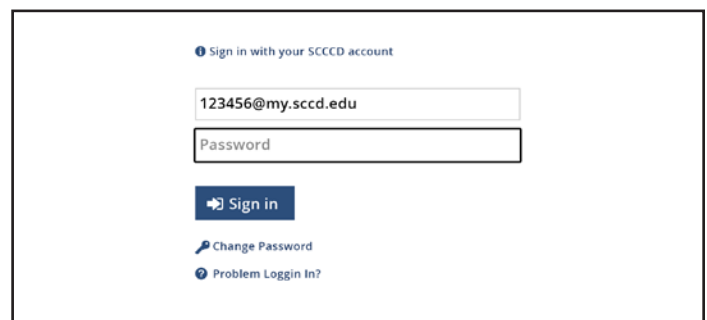 Sign in with your SCCCD account
123456@my.sccd.edu
Password
Sign in
Change Password
Problem Loggin In?